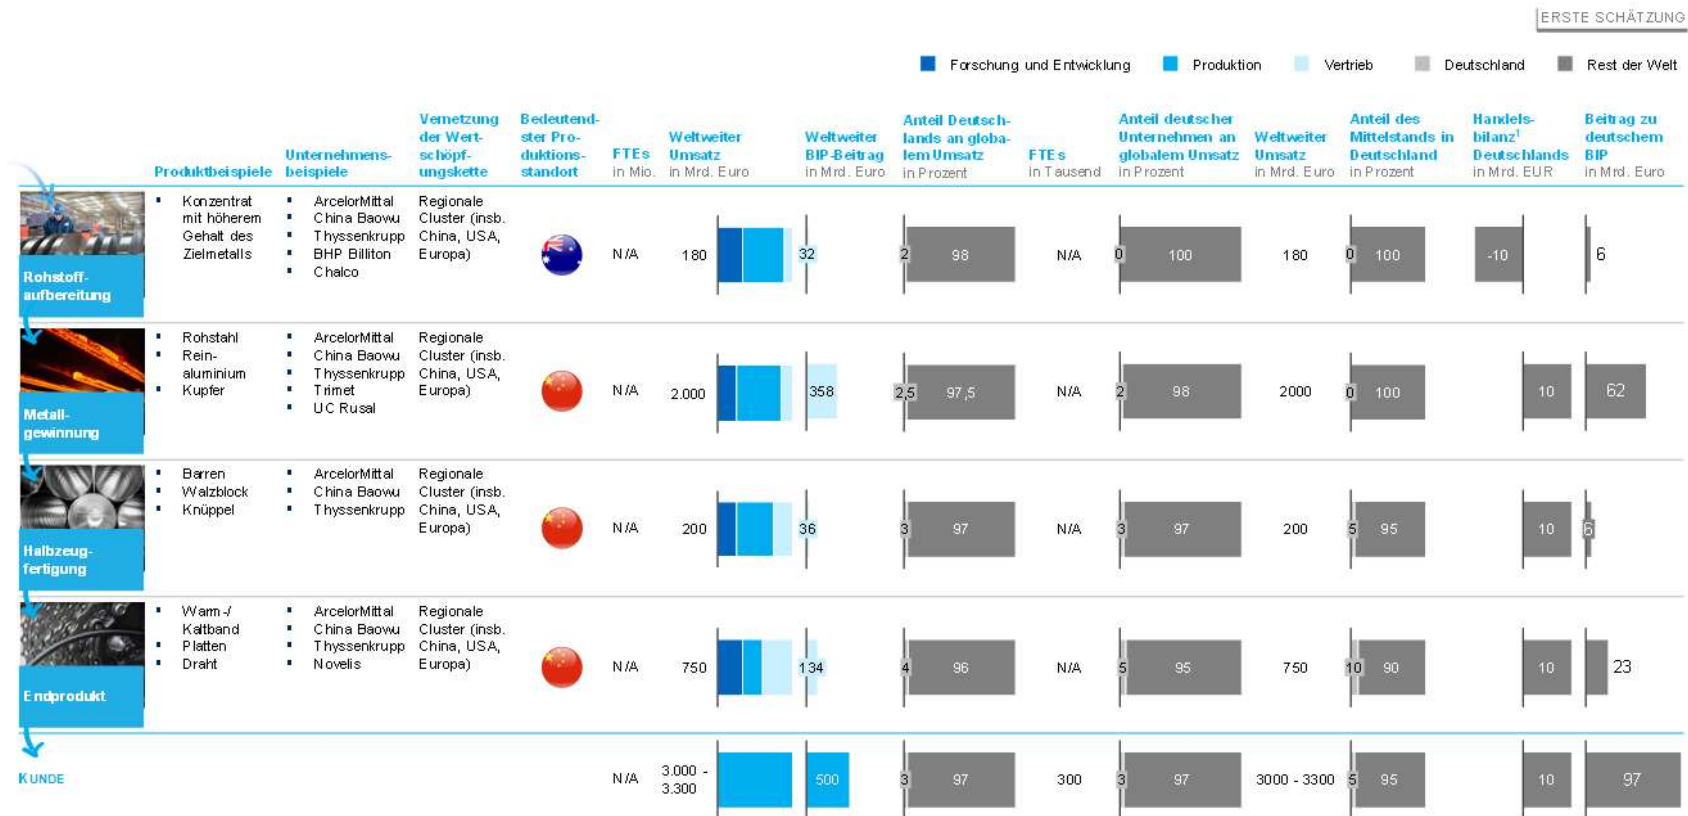 ERSTE SCHÄTZUNG
Forschung und Entwicklung Produktion Vertrieb Deutschland Rest der Welt
Produktbeispiele
Unternehmens-
beispiele
Vernetzung
der Wert-
schöpf-
ungskette
Bedeutend-
ster Pro-
duktions-
standort
FTEs
in Mio.
Weltweiter
Umsatz
in Mrd. Euro
Weltweiter
BIP-Beitrag
in Mrd. Euro
Anteil Deutsch-
lands an globa-
lem Umsatz
in Prozent
FTEs
in Tausend
Anteil deutscher
Unternehmen an
globalem Umsatz
in Prozent
Weltweiter
Umsatz
in Mrd. Euro
Anteil des
Mittelstands in
Deutschland
in Prozent
Handels-
bilanz¹
Deutschlands
in Mrd. EUR
Beitrag zu
deutschem
BIP
in Mrd. Euro
Rohstoff-
aufbereitung
▪ Konzentrat
mit höherem
Gehalt des
Zielmetalls
▪ ArcelorMittal
▪ China Baowu
▪ Thyssenkrupp
▪ BHP Billiton
▪ Chalco
Regionale
Cluster (insb.
China, USA,
Europa)
N/A 180 32 2 98 N/A 0 100 180 0 100 -10 6
Metall-
gewinnung
▪ Rohstahl
▪ Rein-
aluminium
▪ Kupfer
▪ ArcelorMittal
▪ China Baowu
▪ Thyssenkrupp
▪ Trimet
▪ UC Rusal
Regionale
Cluster (insb.
China, USA,
Europa)
N/A 2.000 358 2,5 97,5 N/A 2 98 2000 0 100 10 62
Halbzeug-
fertigung
▪ Barren
▪ Walzblock
▪ Knüppel
▪ ArcelorMittal
▪ China Baowu
▪ Thyssenkrupp
Regionale
Cluster (insb.
China, USA,
Europa)
N/A 200 36 3 97 N/A 3 97 200 5 95 10 6
Endprodukt
▪ Warm-/
Kaltband
▪ Platten
▪ Draht
▪ ArcelorMittal
▪ China Baowu
▪ Thyssenkrupp
▪ Novelis
Regionale
Cluster (insb.
China, USA,
Europa)
N/A 750 134 4 96 N/A 5 95 750 10 90 10 23
KUNDE
N/A
3.000 -
3.300
500 3 97 300 3 97 3000 - 3300 5 95 10 97